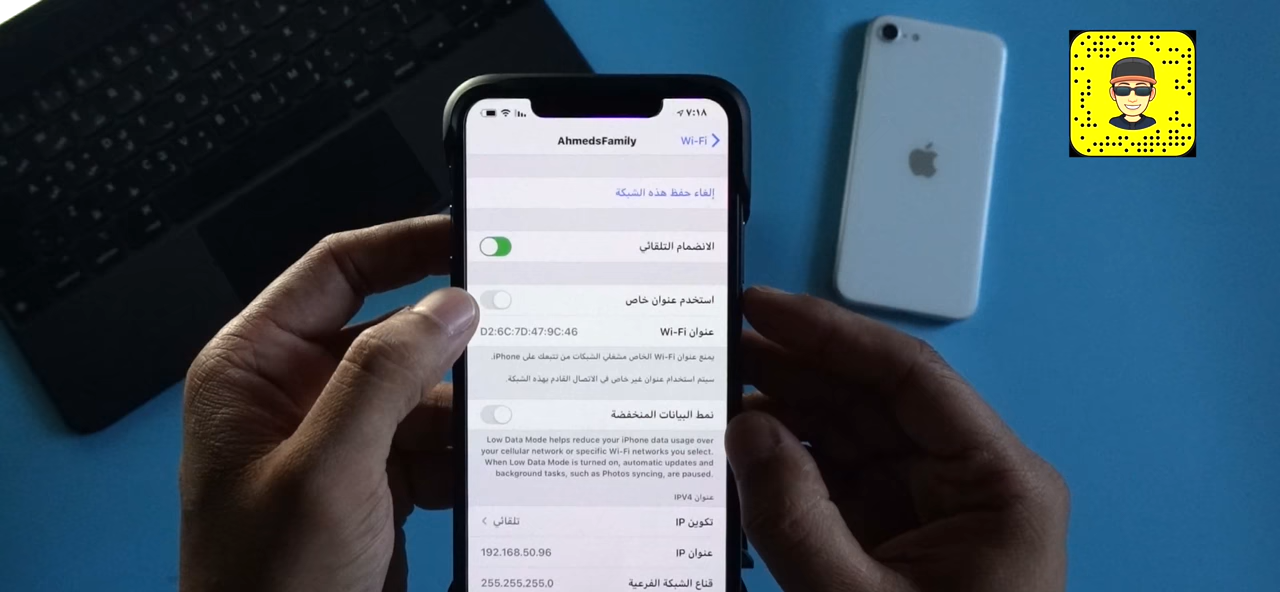 ٧:١٨
Wi-Fi
AhmedsFamily
إلغاء حفظ هذه الشبكة
الانضمام التلقائي
استخدم عنوان خاص
عنوان Wi-Fi D2:6C:7D:47:9C:46
يمنع عنوان Wi-Fi الخاص مشغلي الشبكات من تتبعك على iPhone.
سيتم استخدام عنوان غير خاص في الاتصال القادم بهذه الشبكة.
نمط البيانات المنخفضة
Low Data Mode helps reduce your iPhone data usage over
your cellular network or specific Wi-Fi networks you select.
When Low Data Mode is turned on, automatic updates and
background tasks, such as Photos syncing, are paused.
عنوان IPV4
تكوين IP تلقائي
عنوان IP 192.168.50.96
قناع الشبكة الفرعية 255.255.255.0